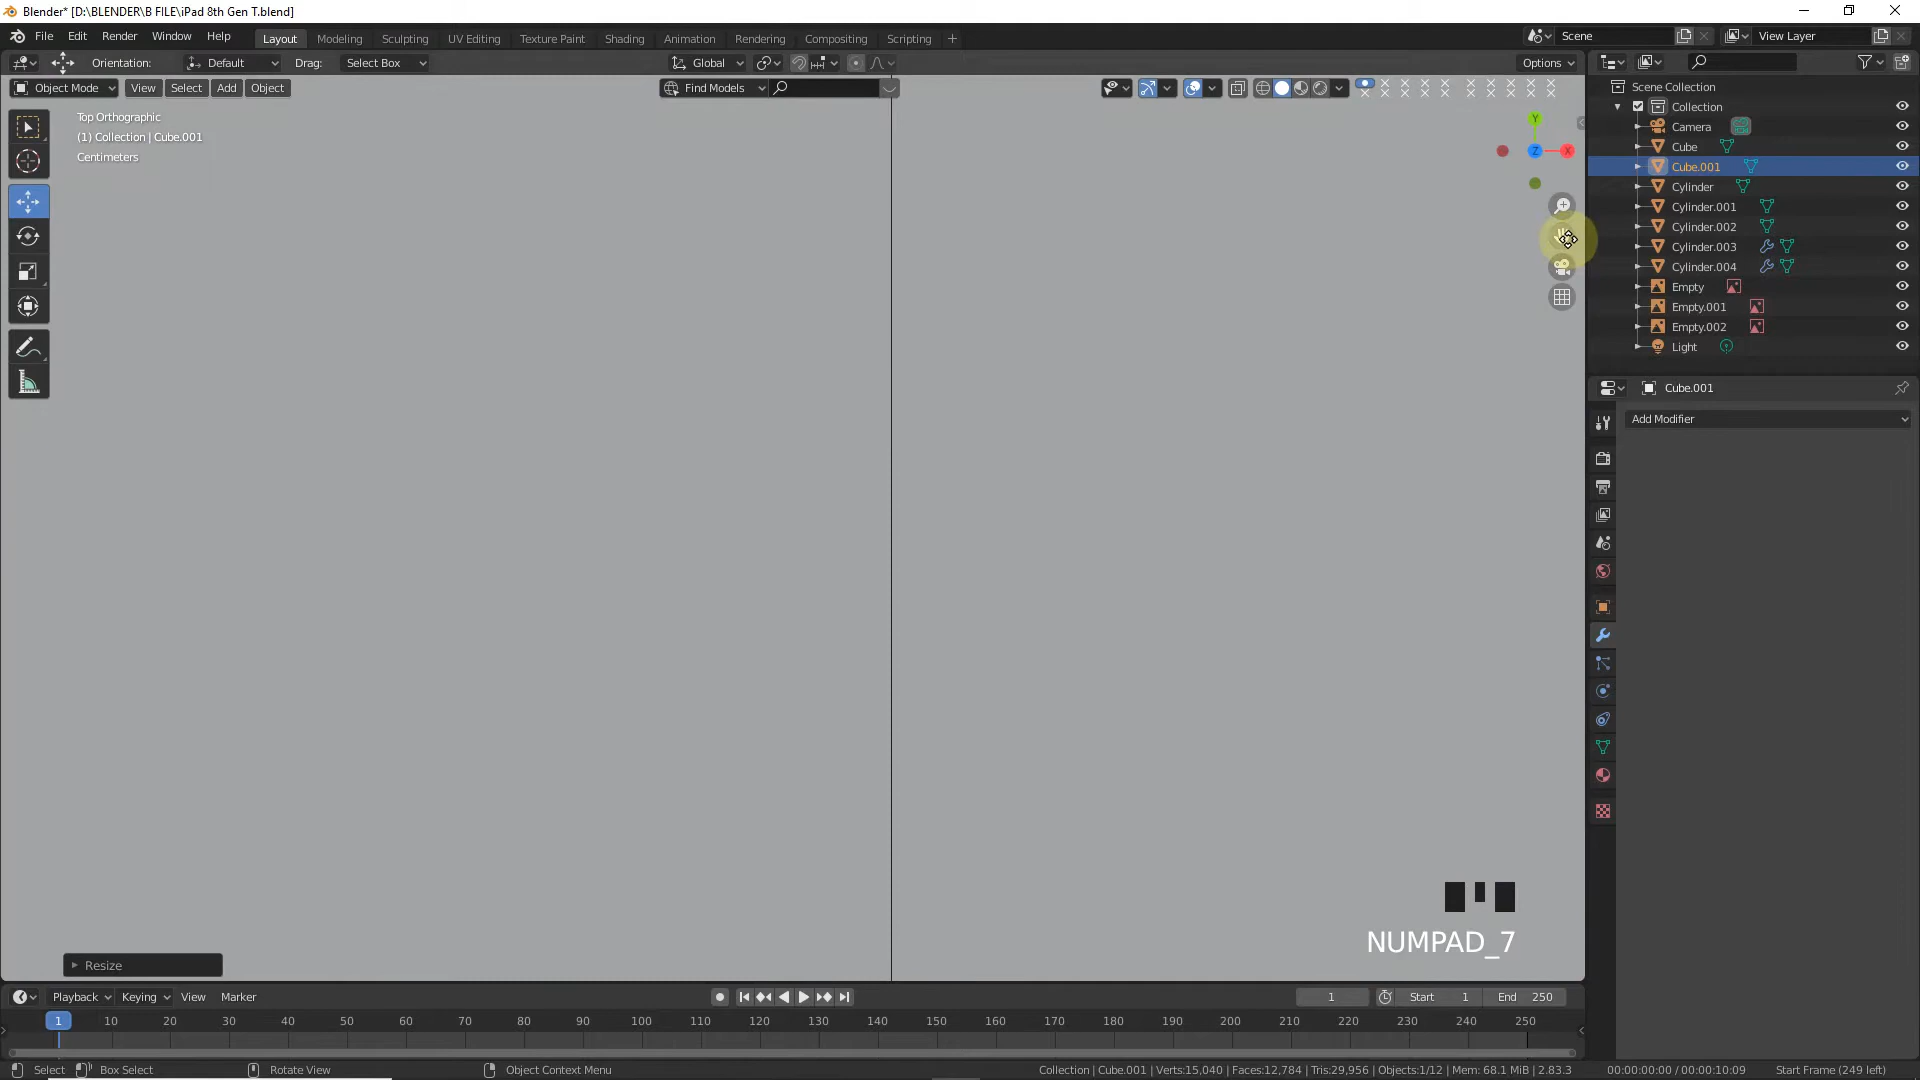 Blender* [D:\BLENDER\B FILE\iPad 8th Gen T.blend]
File Edit Render Window Help Layout Modeling Sculpting UV Editing Texture Paint Shading Animation Rendering Compositing Scripting + Scene View Layer
Orientation: Default Drag: Select Box Global Options
Object Mode View Select Add Object Find Models
Top Orthographic
(1) Collection | Cube.001
Centimeters
Y
Z X
Scene Collection
Collection
Camera
Cube
Cube.001
Cylinder
Cylinder.001
Cylinder.002
Cylinder.003
Cylinder.004
Empty
Empty.001
Empty.002
Light
Cube.001
Add Modifier
NUMPAD_7
Resize
Playback Keying View Marker 1 Start 1 End 250
1 10 20 30 40 50 60 70 80 90 100 110 120 130 140 150 160 170 180 190 200 210 220 230 240 250
Select Box Select Rotate View Object Context Menu Collection | Cube.001 | Verts:15,040 | Faces:12,784 | Tris:29,956 | Objects:1/12 | Mem: 68.1 MiB | 2.83.3 00:00:00:00 / 00:00:10:09 Start Frame (249 left)